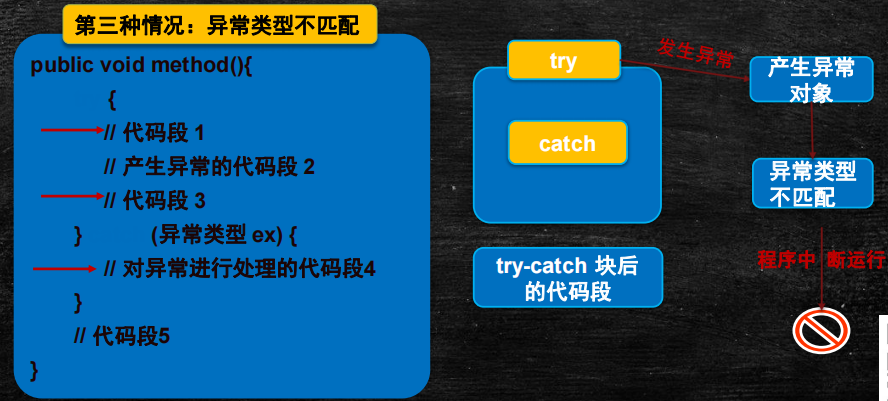 第三种情况：异常类型不匹配
public void method(){
{
// 代码段 1
// 产生异常的代码段 2
// 代码段 3
} (异常类型 ex) {
// 对异常进行处理的代码段4
}
// 代码段5
}
try
catch
try-catch 块后
的代码段
发生异常
产生异常
对象
异常类型
不匹配
程序中 断运行